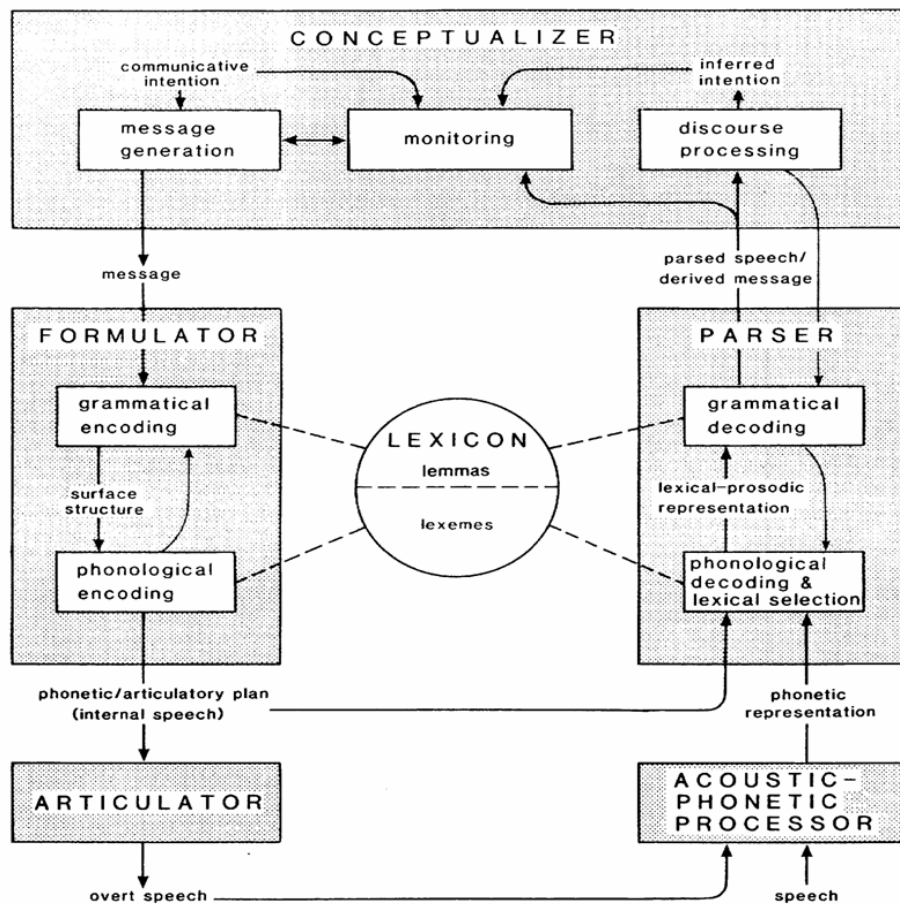 CONCEPTUALIZER
communicative
intention
inferred
intention
message
generation
monitoring
discourse
processing
message
parsed speech/
derived message
FORMULATOR
grammatical
encoding
surface
structure
phonological
encoding
LEXICON
lemmas
lexemes
PARSER
grammatical
decoding
lexical-prosodic
representation
phonological
decoding &
lexical selection
phonetic/articulatory plan
(internal speech)
phonetic
representation
ARTICULATOR
ACOUSTIC-
PHONETIC
PROCESSOR
overt speech
speech